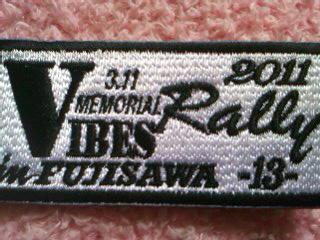 3.11 2011
MEMORIAL Rally
VIBES
in FUJISAWA -13-